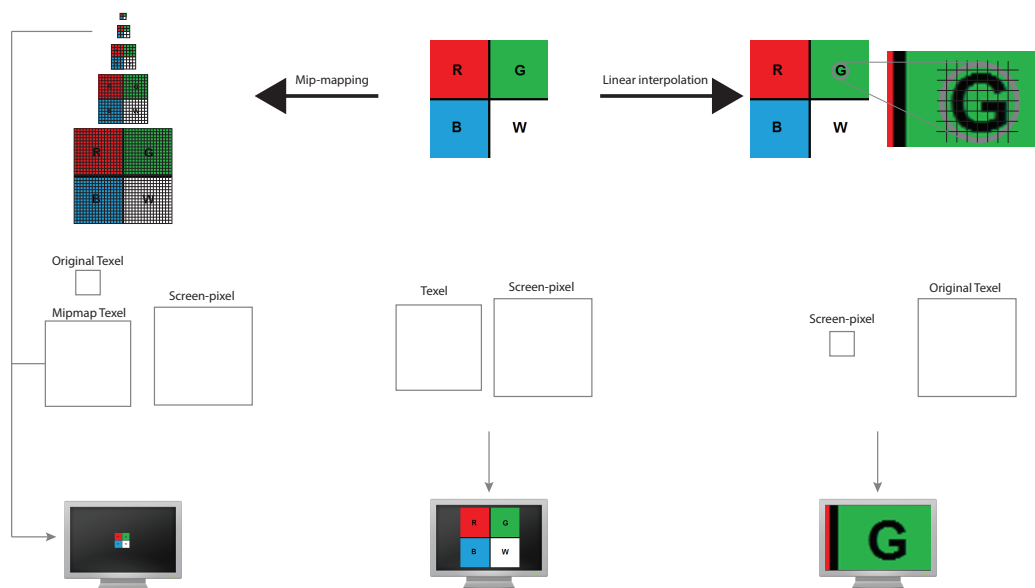 Mip-mapping
Linear interpolation
R G
B W
R G
B W
G
R G
B W
Original Texel
Mipmap Texel
Screen-pixel
Texel
Screen-pixel
Screen-pixel
Original Texel
R G
B W
G